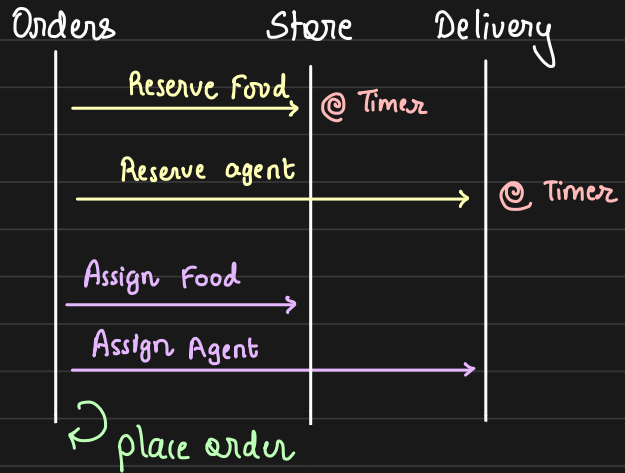 Orders Store Delivery
Reserve Food
@ Timer
Reserve agent
@ Timer
Assign Food
Assign Agent
place order